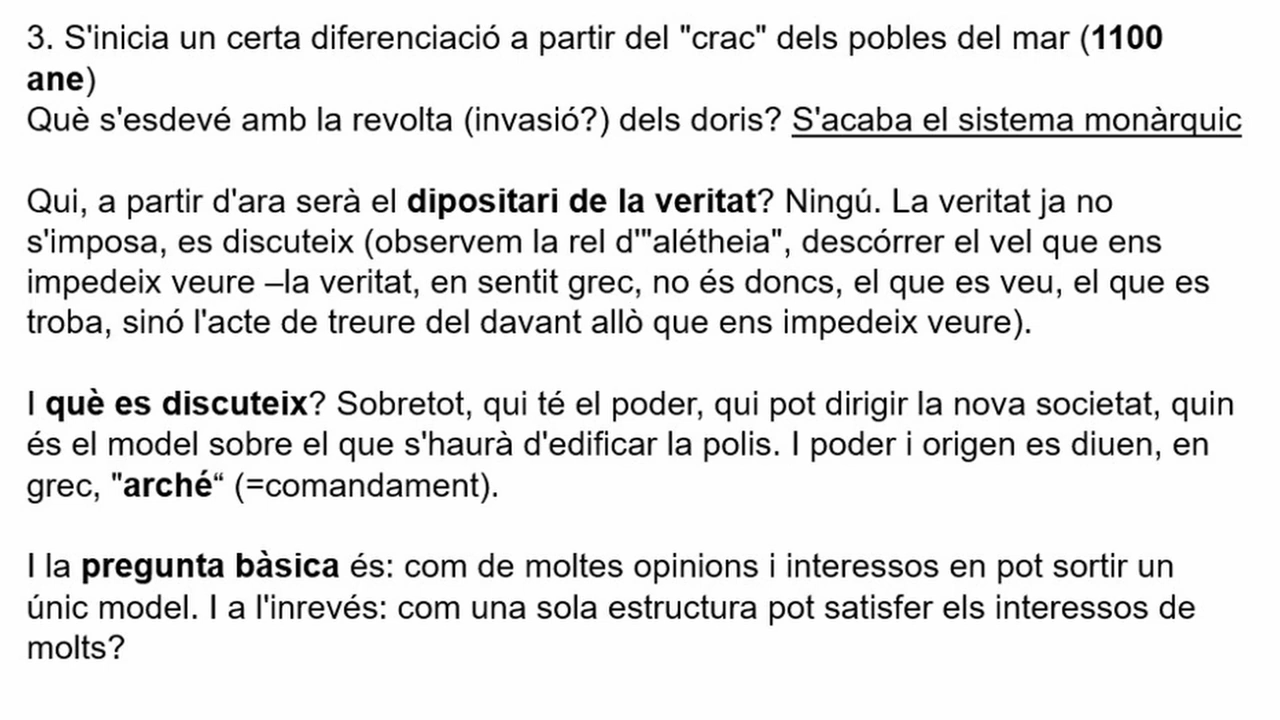 3. S'inicia un certa diferenciació a partir del "crac" dels pobles del mar (1100
ane)
Què s'esdevé amb la revolta (invasió?) dels doris? S'acaba el sistema monàrquic
Qui, a partir d'ara serà el dipositari de la veritat? Ningú. La veritat ja no
s'imposa, es discuteix (observem la rel d'"alétheia", descórrer el vel que ens
impedeix veure –la veritat, en sentit grec, no és doncs, el que es veu, el que es
troba, sinó l'acte de treure del davant allò que ens impedeix veure).
I què es discuteix? Sobretot, qui té el poder, qui pot dirigir la nova societat, quin
és el model sobre el que s'haurà d'edificar la polis. I poder i origen es diuen, en
grec, "arché“ (=comandament).
I la pregunta bàsica és: com de moltes opinions i interessos en pot sortir un
únic model. I a l'inrevés: com una sola estructura pot satisfer els interessos de
molts?